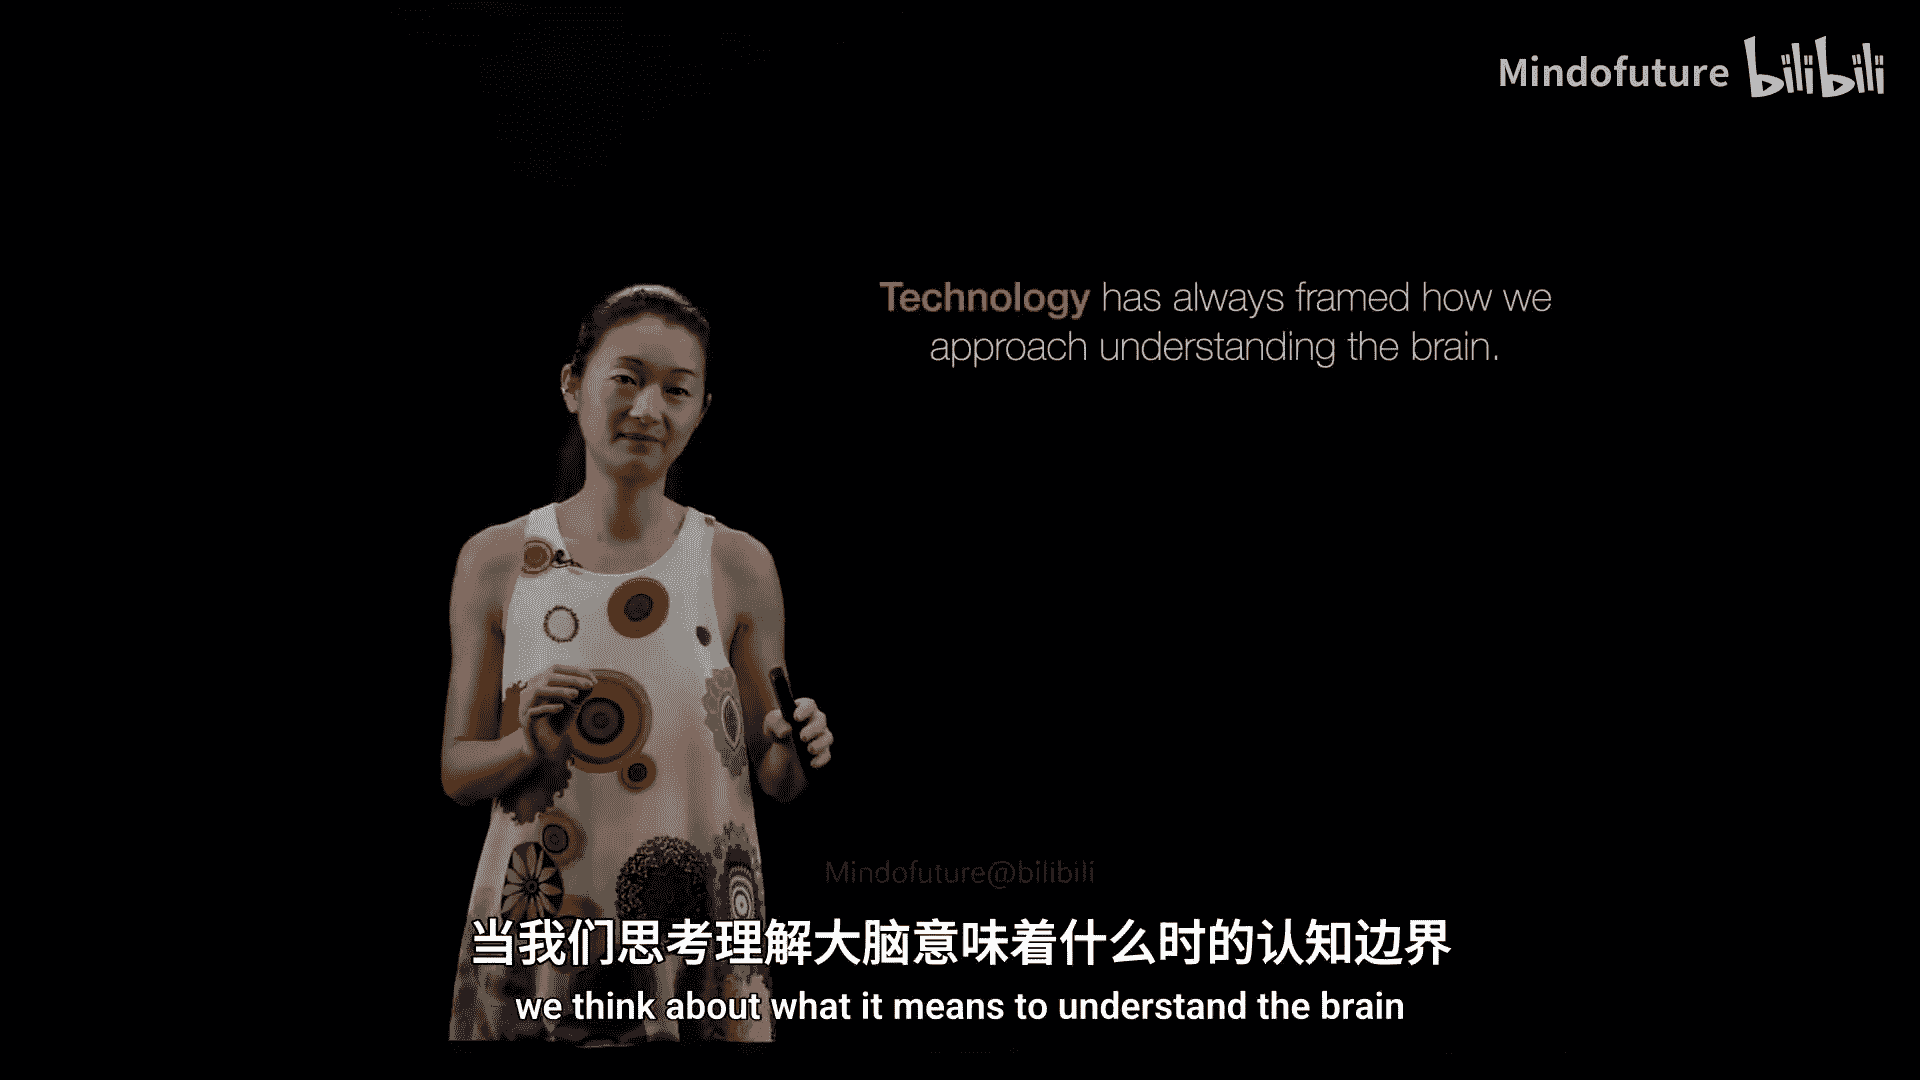 Mindofuture bilibili
Technology has always framed how we
approach understanding the brain.
Mindofuture@bilibili
当我们思考理解大脑意味着什么时的认知边界
we think about what it means to understand the brain